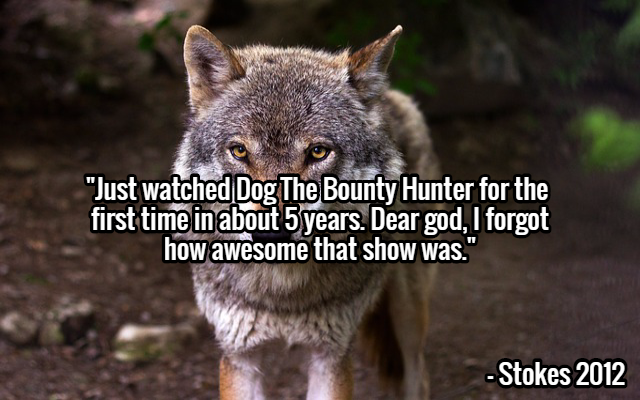 "Just watched Dog The Bounty Hunter for the
first time in about 5 years. Dear god, I forgot
how awesome that show was."
- Stokes 2012